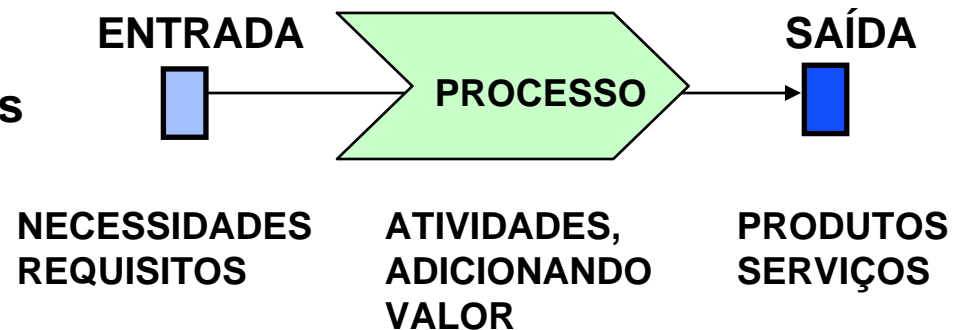 ENTRADA
SAÍDA
PROCESSO
s
NECESSIDADES
REQUISITOS
ATIVIDADES,
ADICIONANDO
VALOR
PRODUTOS
SERVIÇOS